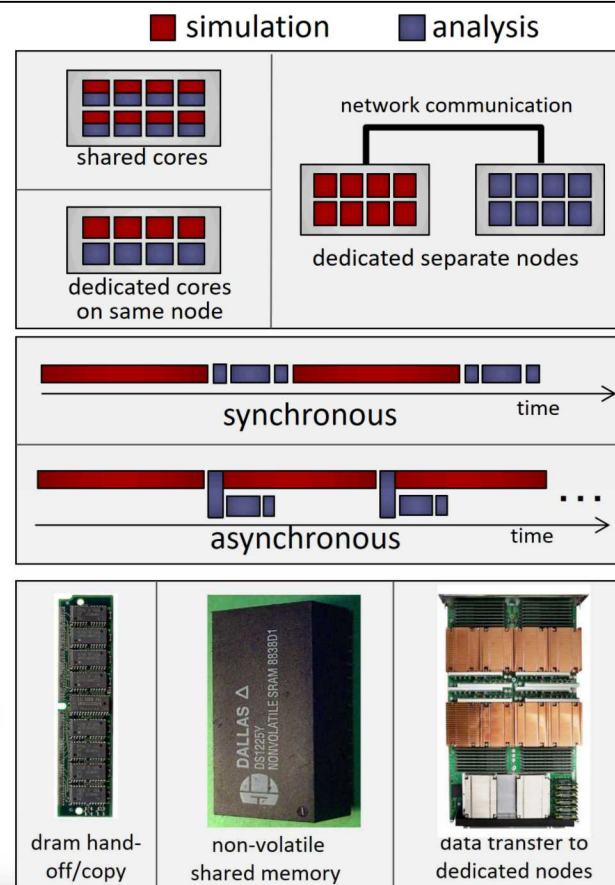 simulation analysis
shared cores
network communication
dedicated cores
on same node
dedicated separate nodes
time
synchronous
time
asynchronous
...
DALLAS
DS1225Y
NONVOLATILE SRAM 8838D1
dram hand-
off/copy
non-volatile
shared memory
data transfer to
dedicated nodes